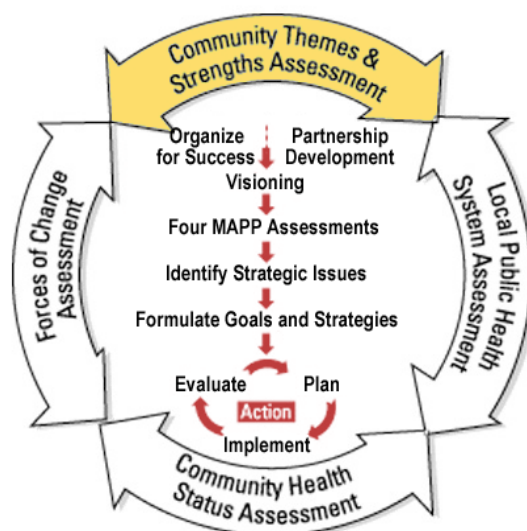 Community Themes &
Strengths Assessment
Organize
for Success
Partnership
Development
Visioning
Four MAPP Assessments
Identify Strategic Issues
Formulate Goals and Strategies
Evaluate
Plan
Action
Implement
Forces of Change
Assessment
Local Public Health
System Assessment
Community Health
Status Assessment